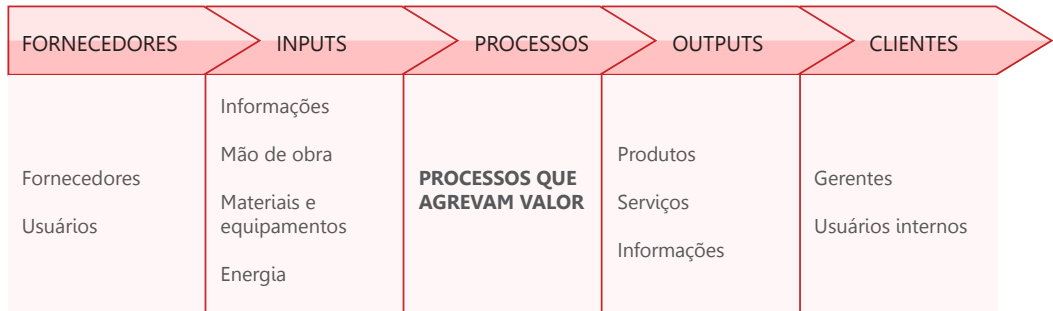 FORNECEDORES
INPUTS
PROCESSOS
OUTPUTS
CLIENTES
Fornecedores
Usuários
Informações
Mão de obra
Materiais e
equipamentos
Energia
PROCESSOS QUE
AGREVAM VALOR
Produtos
Serviços
Informações
Gerentes
Usuários internos